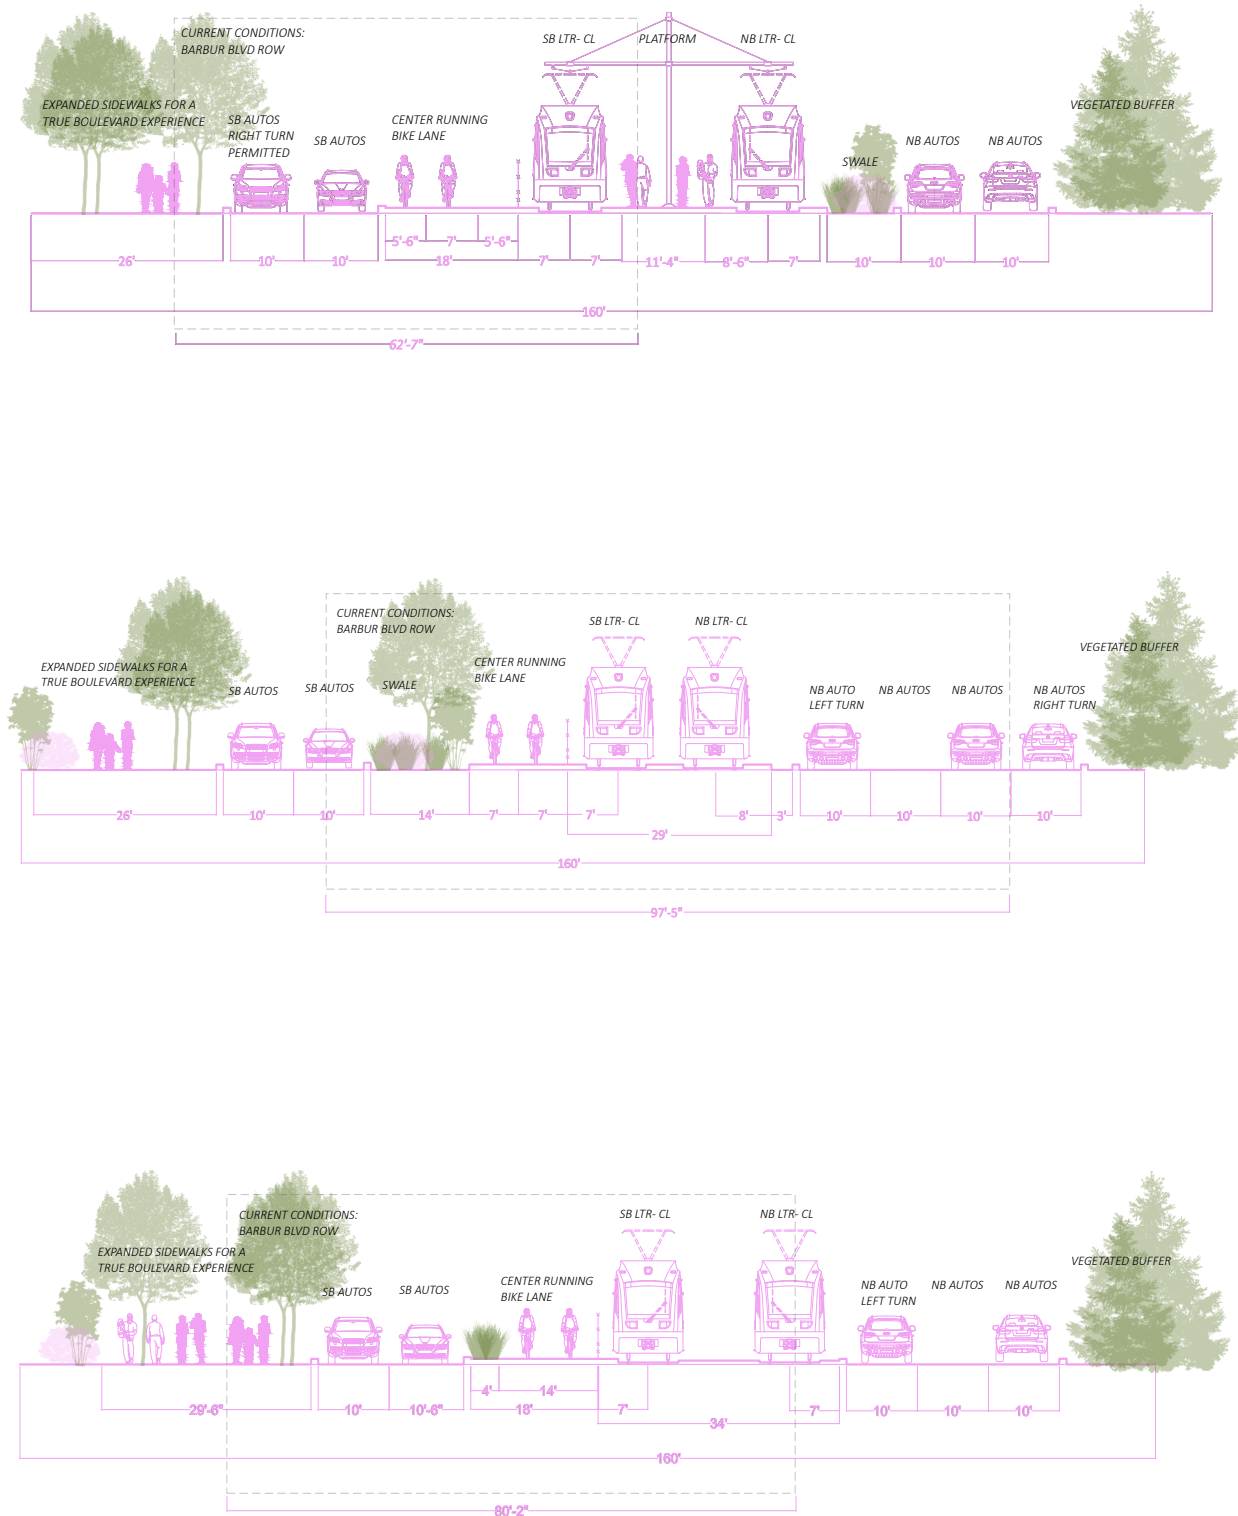 CURRENT CONDITIONS:
BARBUR BLVD ROW
SB LTR- CL
PLATFORM
NB LTR- CL
EXPANDED SIDEWALKS FOR A
TRUE BOULEVARD EXPERIENCE
SB AUTOS
RIGHT TURN
PERMITTED
SB AUTOS
CENTER RUNNING
BIKE LANE
SWALE
NB AUTOS
NB AUTOS
VEGETATED BUFFER
5'-6"
7'
5'-6"
26'
10'
10'
18'
7'
7'
11'-4"
8'-6"
7'
10'
10'
10'
160'
62'-7"
CURRENT CONDITIONS:
BARBUR BLVD ROW
SB LTR- CL
NB LTR- CL
EXPANDED SIDEWALKS FOR A
TRUE BOULEVARD EXPERIENCE
SB AUTOS
SB AUTOS
SWALE
CENTER RUNNING
BIKE LANE
NB AUTO
LEFT TURN
NB AUTOS
NB AUTOS
NB AUTOS
RIGHT TURN
VEGETATED BUFFER
26'
10'
10'
14'
7'
7'
7'
8'
3'
10'
10'
10'
10'
29'
160'
97'-5"
CURRENT CONDITIONS:
BARBUR BLVD ROW
SB LTR- CL
NB LTR- CL
EXPANDED SIDEWALKS FOR A
TRUE BOULEVARD EXPERIENCE
SB AUTOS
SB AUTOS
CENTER RUNNING
BIKE LANE
NB AUTO
LEFT TURN
NB AUTOS
NB AUTOS
VEGETATED BUFFER
4'
14'
29'-6"
10'
10'-6"
18'
7'
7'
10'
10'
10'
34'
160'
80'-2"